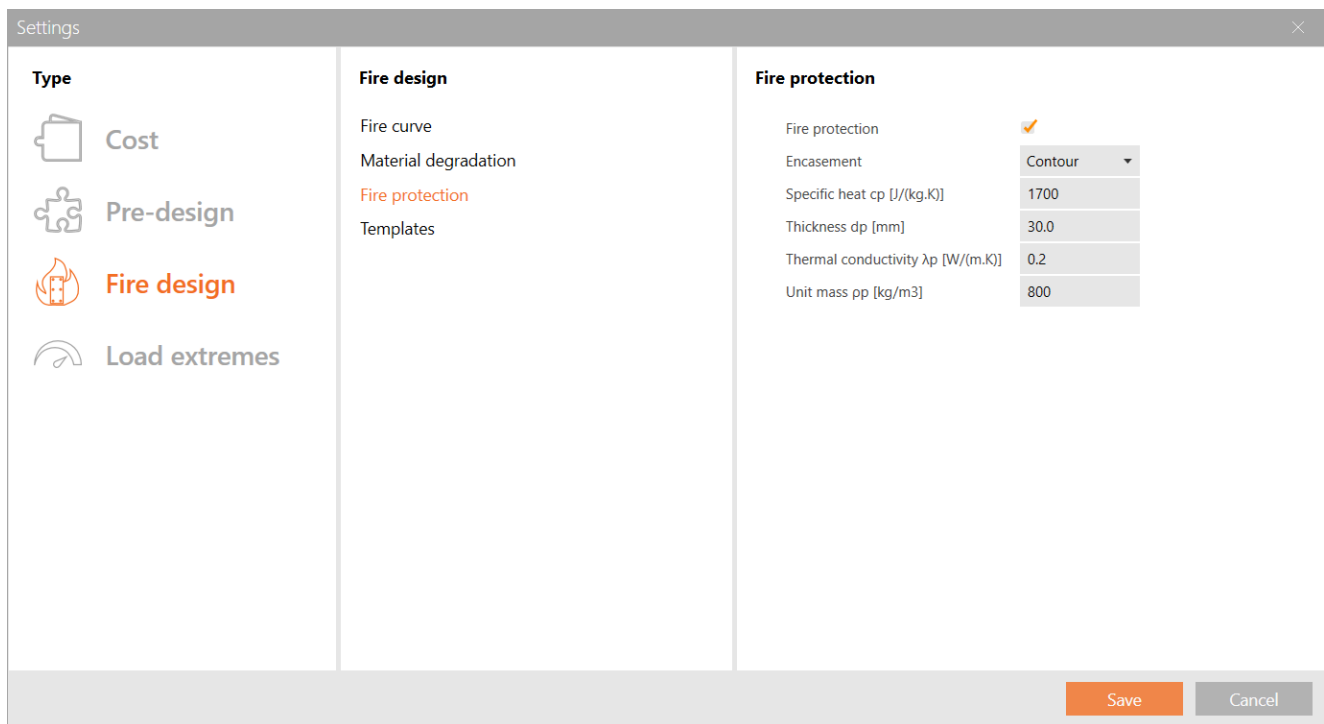 Settings
Type
Cost
Pre-design
Fire design
Load extremes
Fire design
Fire curve
Material degradation
Fire protection
Templates
Fire protection
Fire protection
Encasement Contour
Specific heat cp [J/(kg.K)] 1700
Thickness dp [mm] 30.0
Thermal conductivity λp [W/(m.K)] 0.2
Unit mass ρp [kg/m3] 800
Save Cancel